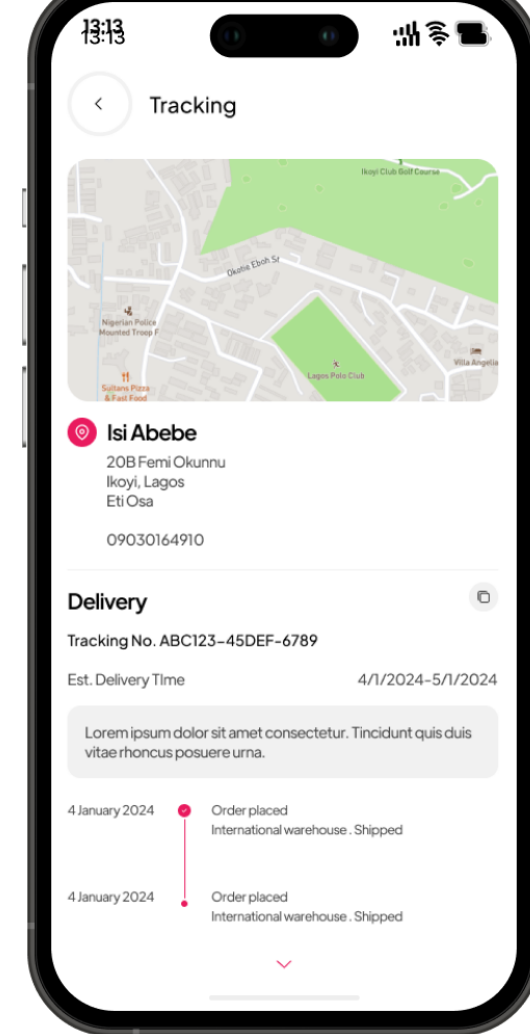 13:13
Tracking
Ikoyi Club Golf Course
Okotie Eboh Sr
Nigerian Police
Mounted Troop F
Villa Angelia
Lagos Polo Club
Sultans Pizza
& Fast Food
Isi Abebe
20B Femi Okunnu
Ikoyi, Lagos
Eti Osa
09030164910
Delivery
Tracking No. ABC123-45DEF-6789
Est. Delivery TIme
4/1/2024-5/1/2024
Lorem ipsum dolor sit amet consectetur. Tincidunt quis duis
vitae rhoncus posuere urna.
4 January 2024
Order placed
International warehouse . Shipped
4 January 2024
Order placed
International warehouse . Shipped